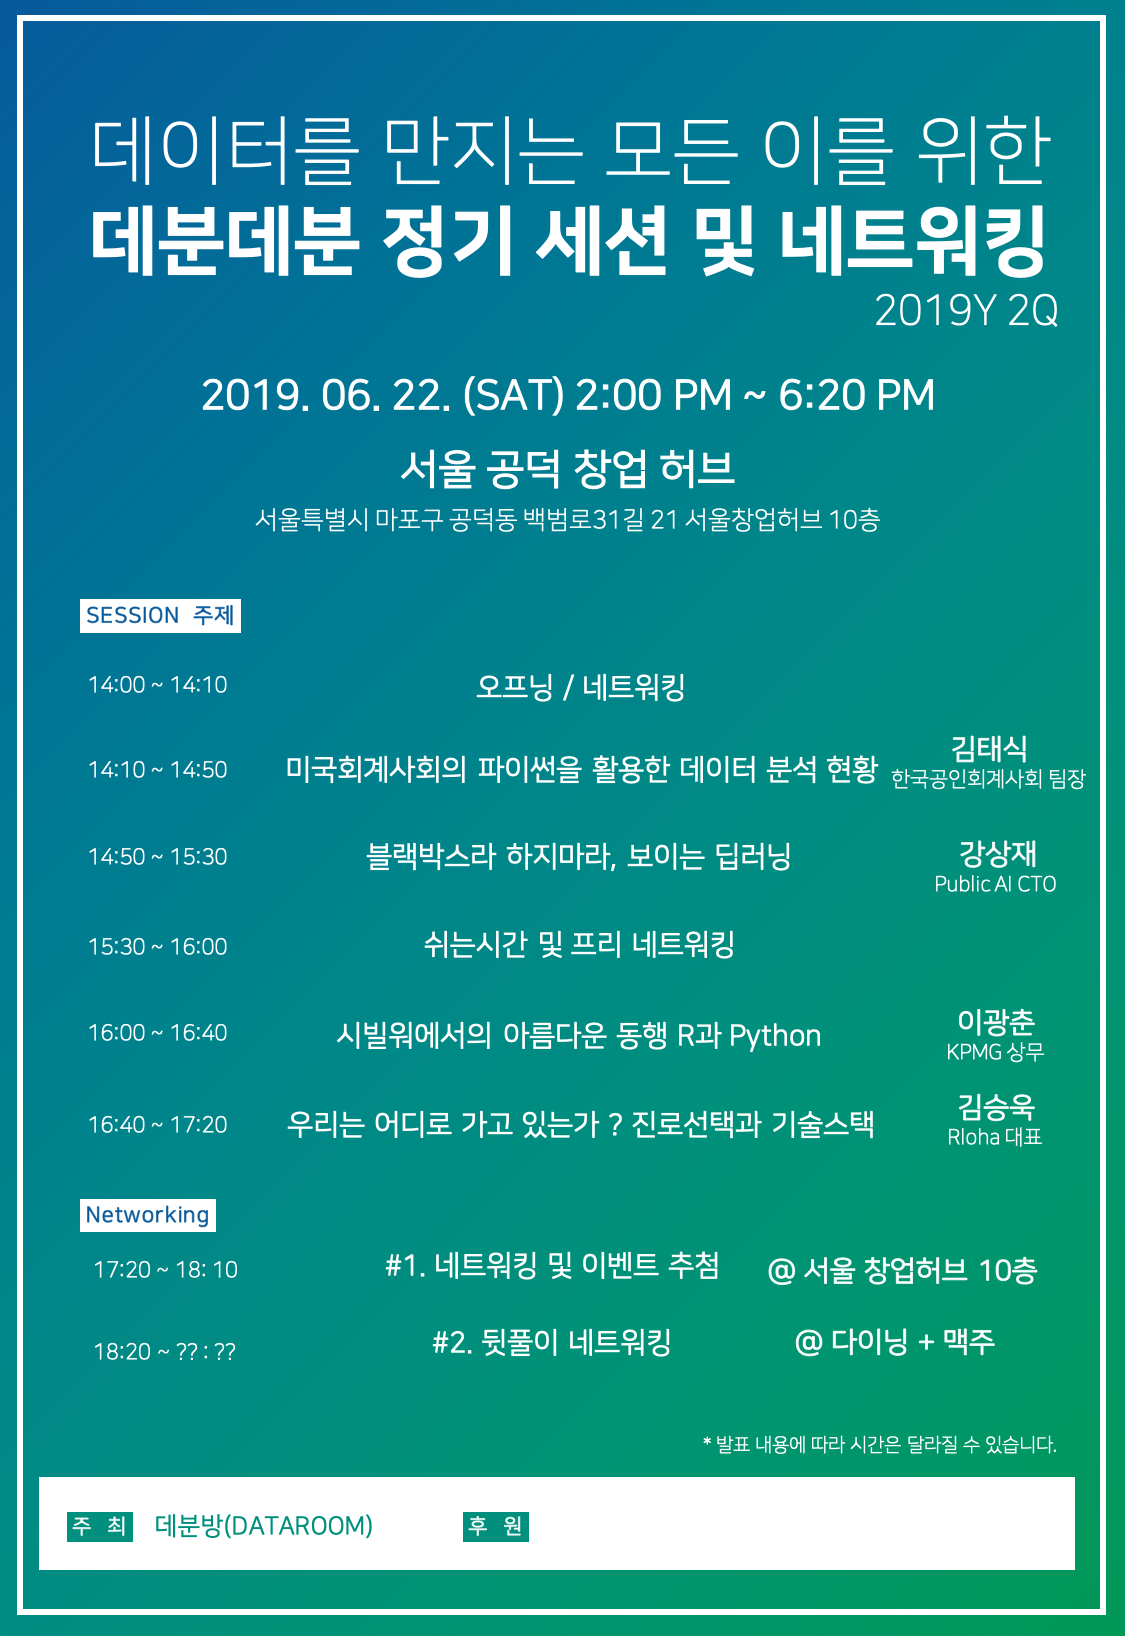 데이터를 만지는 모든 이를 위한
데분데분 정기 세션 및 네트워킹
2019Y 2Q
2019. 06. 22. (SAT) 2:00 PM ~ 6:20 PM
서울 공덕 창업 허브
서울특별시 마포구 공덕동 백범로31길 21 서울창업허브 10층
SESSION 주제
14:00 ~ 14:10 오프닝 / 네트워킹
14:10 ~ 14:50 미국회계사회의 파이썬을 활용한 데이터 분석 현황 김태식
한국공인회계사회 팀장
14:50 ~ 15:30 블랙박스라 하지마라, 보이는 딥러닝 강상재
Public AI CTO
15:30 ~ 16:00 쉬는시간 및 프리 네트워킹
16:00 ~ 16:40 시빌워에서의 아름다운 동행 R과 Python 이광춘
KPMG 상무
16:40 ~ 17:20 우리는 어디로 가고 있는가 ? 진로선택과 기술스택 김승욱
Rloha 대표
Networking
17:20 ~ 18: 10 #1. 네트워킹 및 이벤트 추첨 @ 서울 창업허브 10층
18:20 ~ ?? : ?? #2. 뒷풀이 네트워킹 @ 다이닝 + 맥주
* 발표 내용에 따라 시간은 달라질 수 있습니다.
주 최 데분방(DATAROOM) 후 원